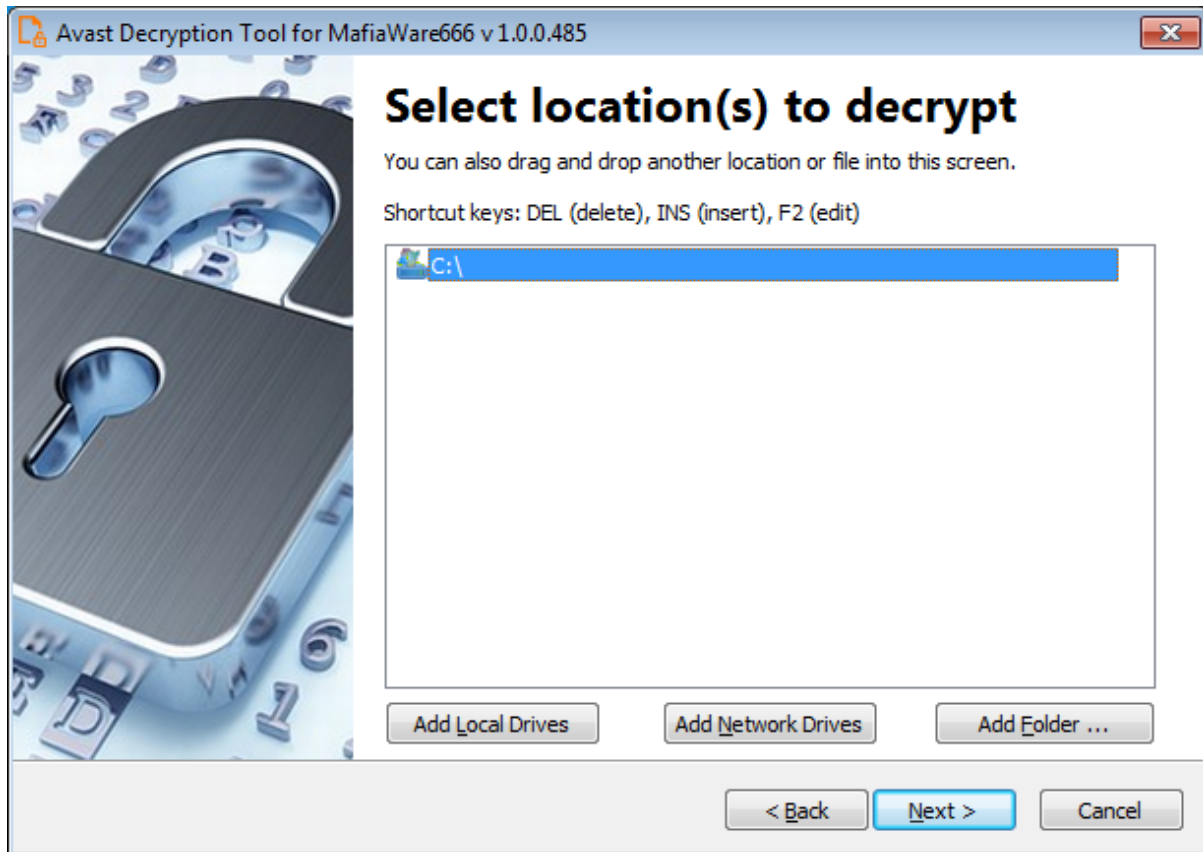 Avast Decryption Tool for MafiaWare666 v 1.0.0.485
Select location(s) to decrypt
You can also drag and drop another location or file into this screen.
Shortcut keys: DEL (delete), INS (insert), F2 (edit)
C:\
Add Local Drives
Add Network Drives
Add Folder ...
< Back
Next >
Cancel